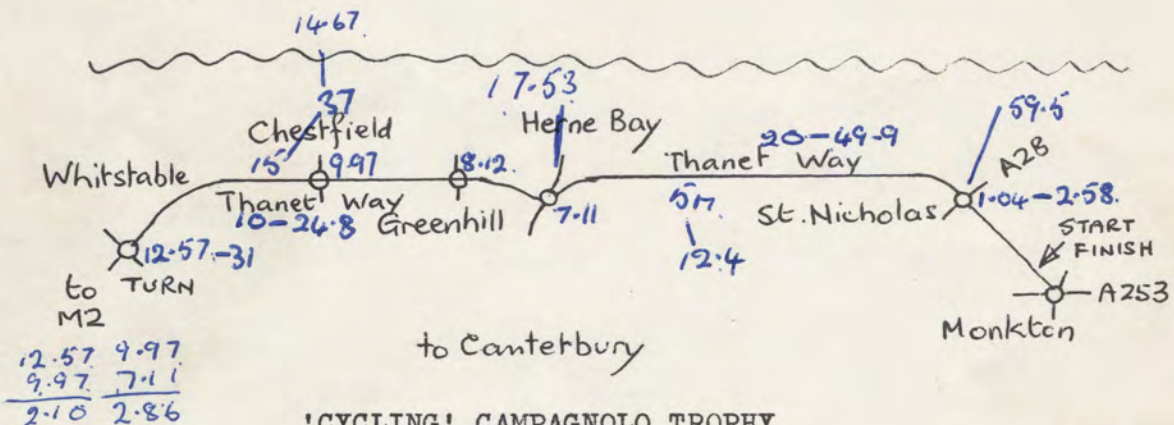 14.67
37
17.53
Chestfield
Herne Bay
59.5
15
9.97
8.12.
20-49.9
A28
Whitstable
Thanet Way
Thanet Way
10-24.8
Greenhill
7.11
5M
St. Nicholas
1.04-2.58.
12.57.-31
12.4
START
FINISH
to
M2
TURN
A253
Monkton
12.57 9.97
9.97 7.11
2.10 2.86
to Canterbury
'CYCLING' CAMPAGNOLO TROPHY